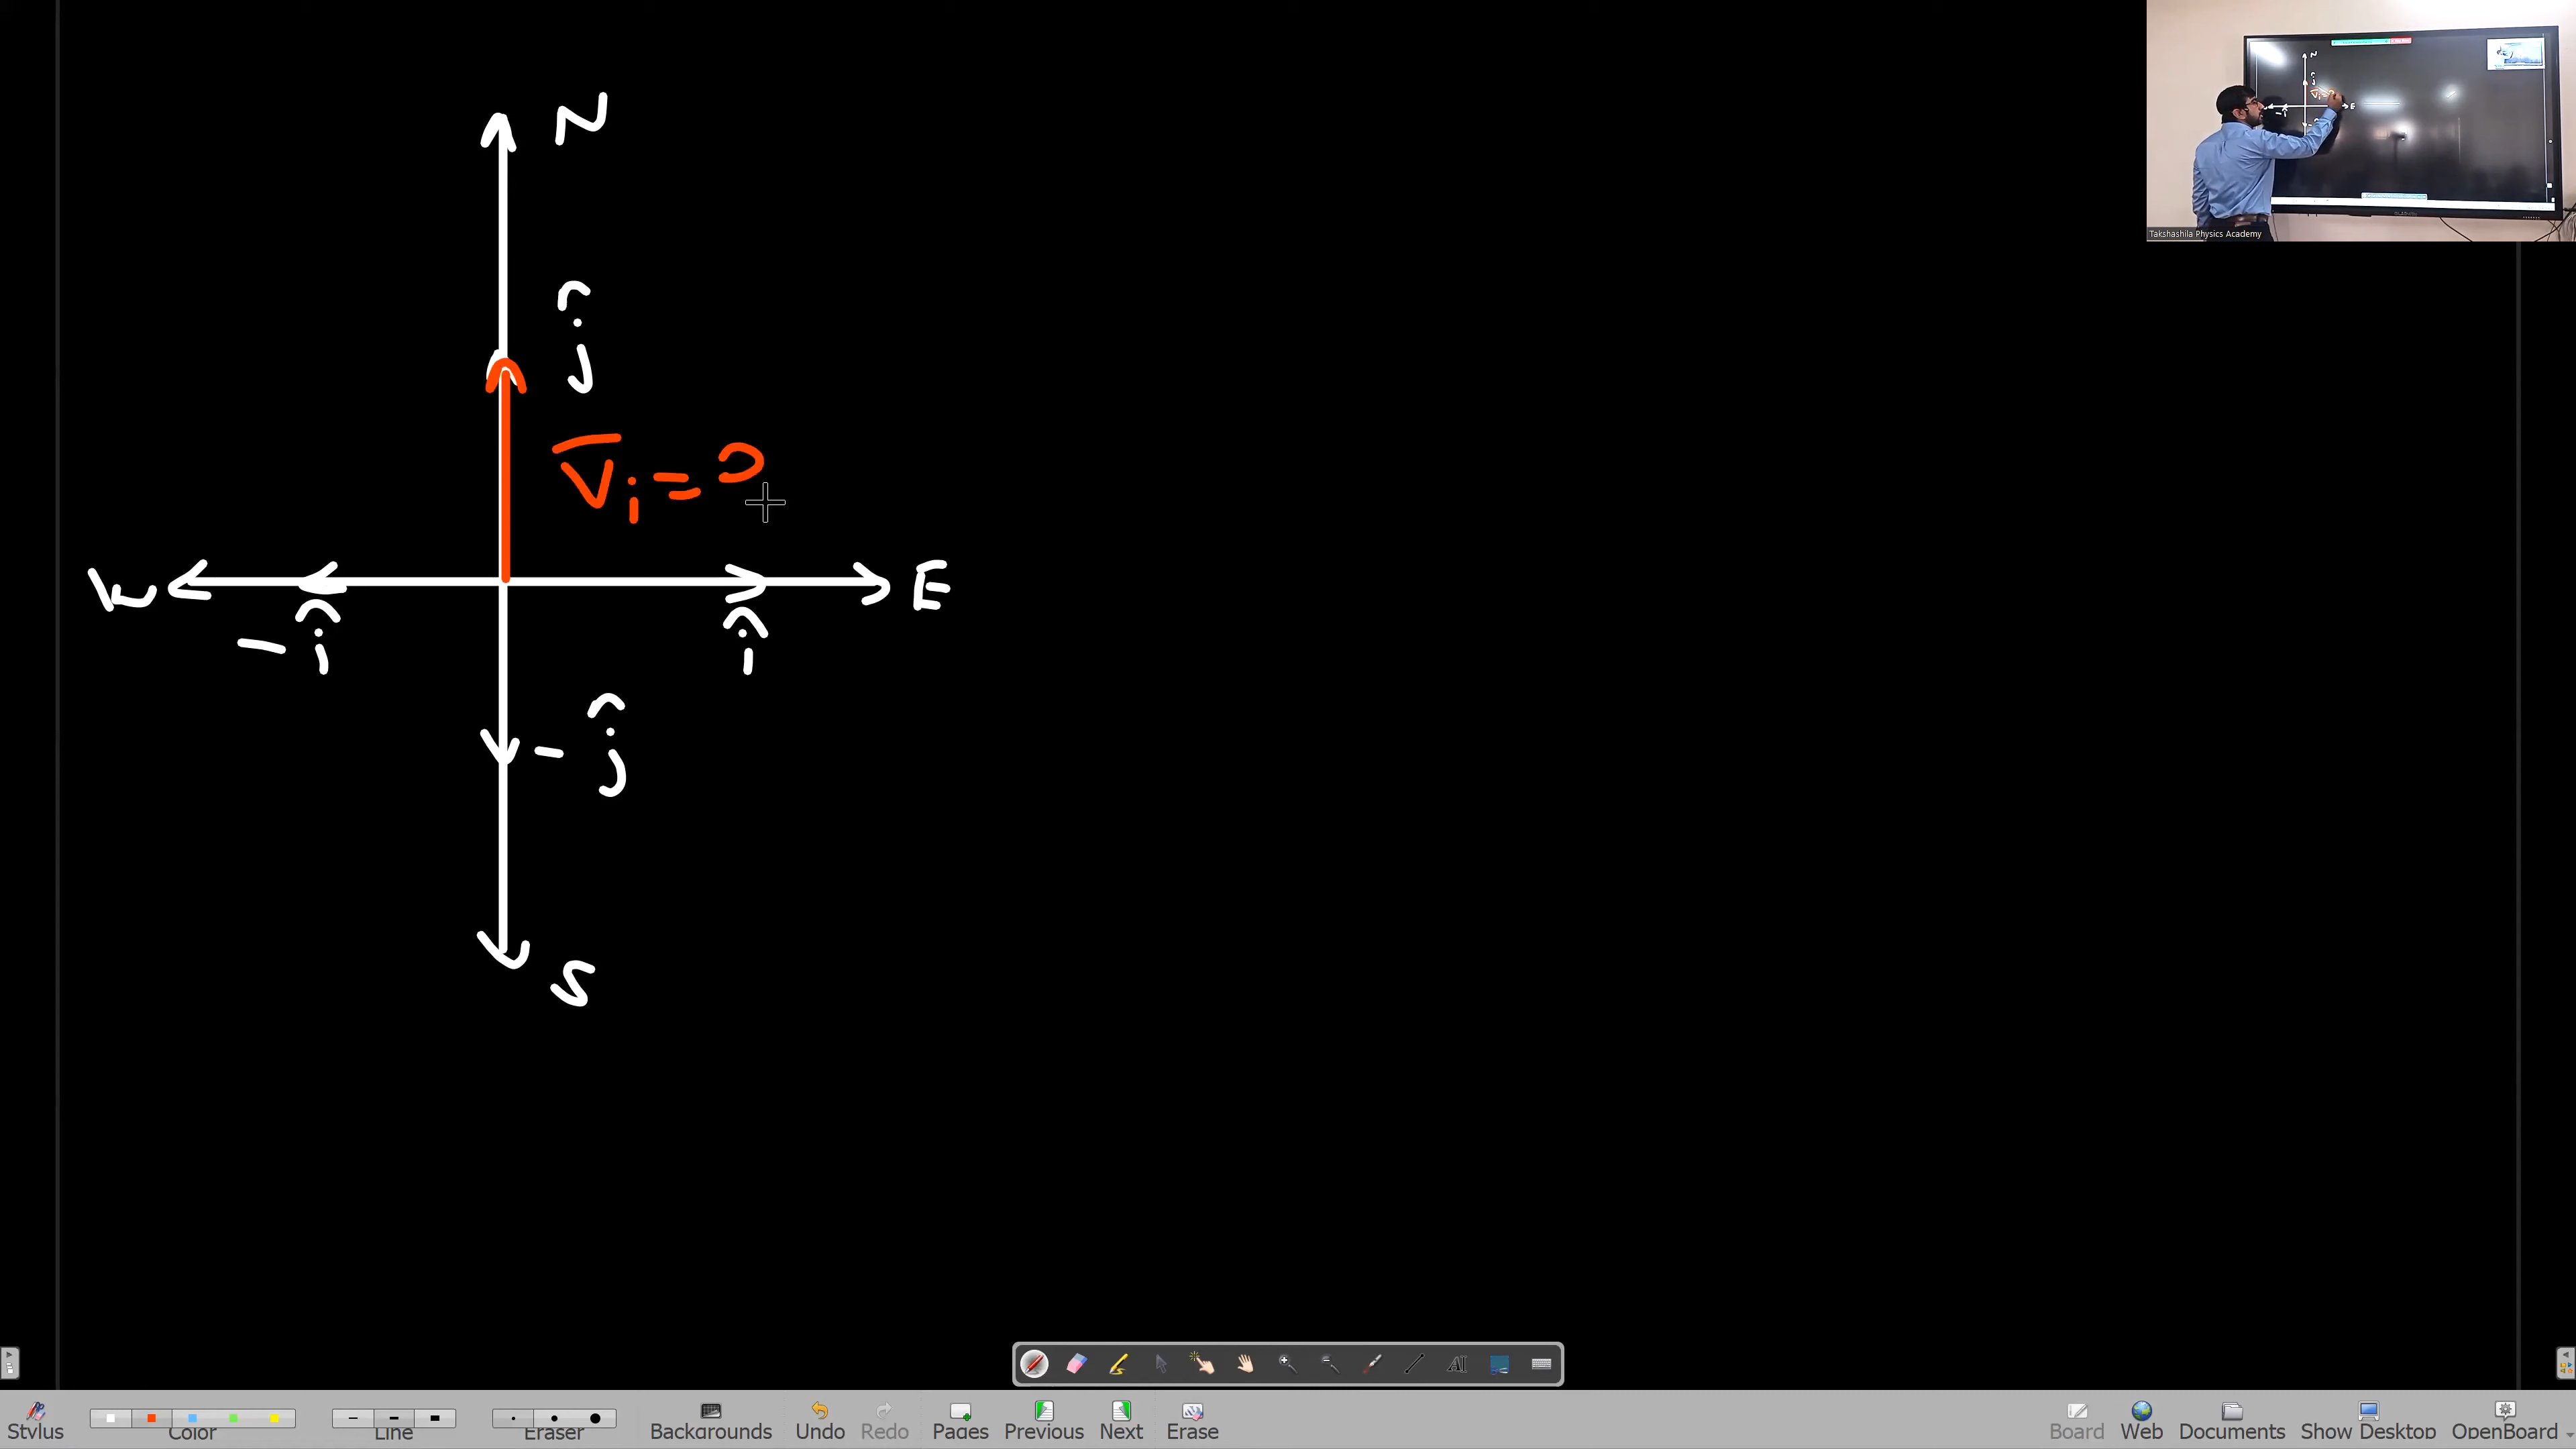 N
ĵ
V̄ᵢ =
W
E
-î
î
-ĵ
S
Takshashila Physics Academy
Stylus
Color
Line
Eraser
Backgrounds
Undo
Redo
Pages
Previous
Next
Erase
Board
Web
Documents
Show Desktop
OpenBoard